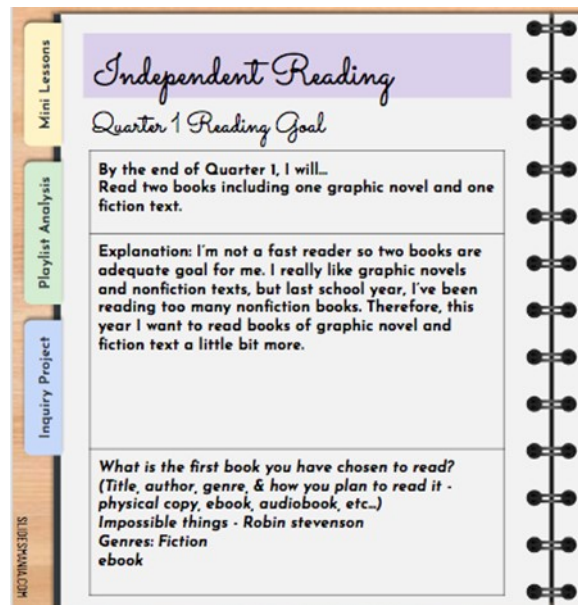 Independent Reading
Quarter 1 Reading Goal
By the end of Quarter 1, I will...
Read two books including one graphic novel and one
fiction text.
Explanation: I'm not a fast reader so two books are
adequate goal for me. I really like graphic novels
and nonfiction texts, but last school year, I've been
reading too many nonfiction books. Therefore, this
year I want to read books of graphic novel and
fiction text a little bit more.
What is the first book you have chosen to read?
(Title, author, genre, & how you plan to read it -
physical copy, ebook, audiobook, etc...)
Impossible things - Robin stevenson
Genres: Fiction
ebook
Mini Lessons
Playlist Analysis
Inquiry Project
SLIDESMANIA.COM